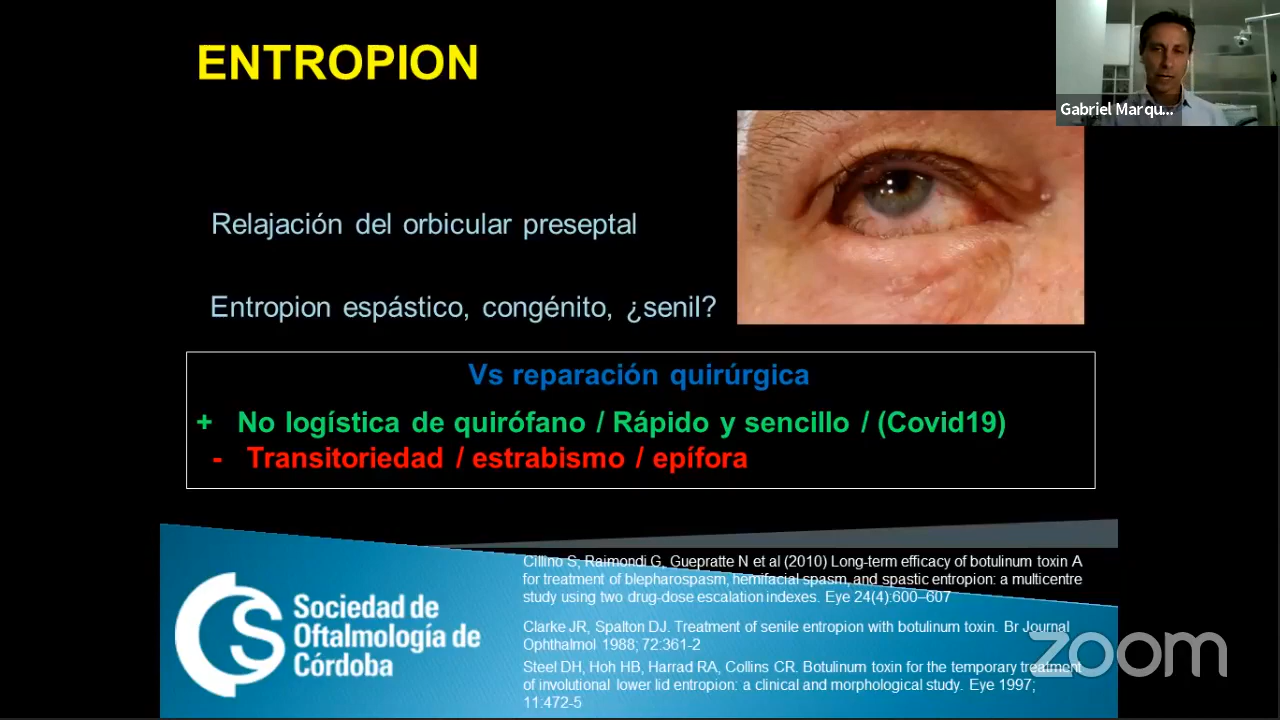 ENTROPION
Gabriel Marqu...
Relajación del orbicular preseptal
Entropion espástico, congénito, ¿senil?
Vs reparación quirúrgica
+ No logística de quirófano / Rápido y sencillo / (Covid19)
- Transitoriedad / estrabismo / epífora
Cillino S, Raimondi G, Guepratte N et al (2010) Long-term efficacy of botulinum toxin A
for treatment of blepharospasm, hemifacial spasm, and spastic entropion: a multicentre
study using two drug-dose escalation indexes. Eye 24(4):600–607
Clarke JR, Spalton DJ. Treatment of senile entropion with botulinum toxin. Br Journal
Ophthalmol 1988; 72:361-2
Steel DH, Hoh HB, Harrad RA, Collins CR. Botulinum toxin for the temporary treatment
of involutional lower lid entropion: a clinical and morphological study. Eye 1997;
11:472-5
Sociedad de
Oftalmología de
Córdoba
zoom